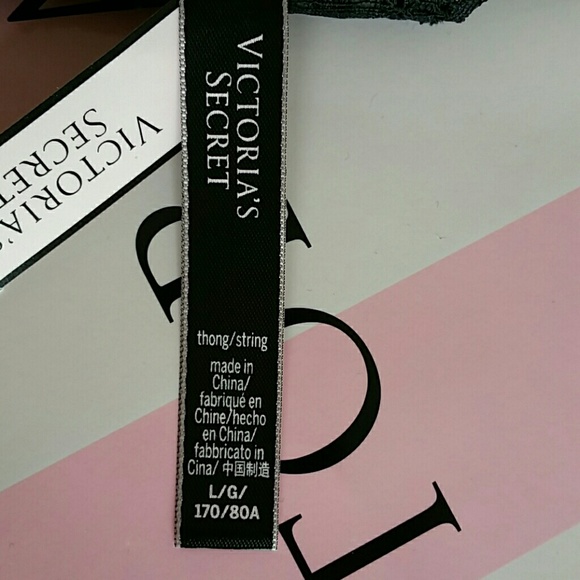 VICTORIA'S
SECRET
VICTORIA'S
SECRET
thong/string
made in
China/
fabriqué en
Chine/hecho
en China/
fabbricato in
Cina/ 中国制造
L/G/
170/80A